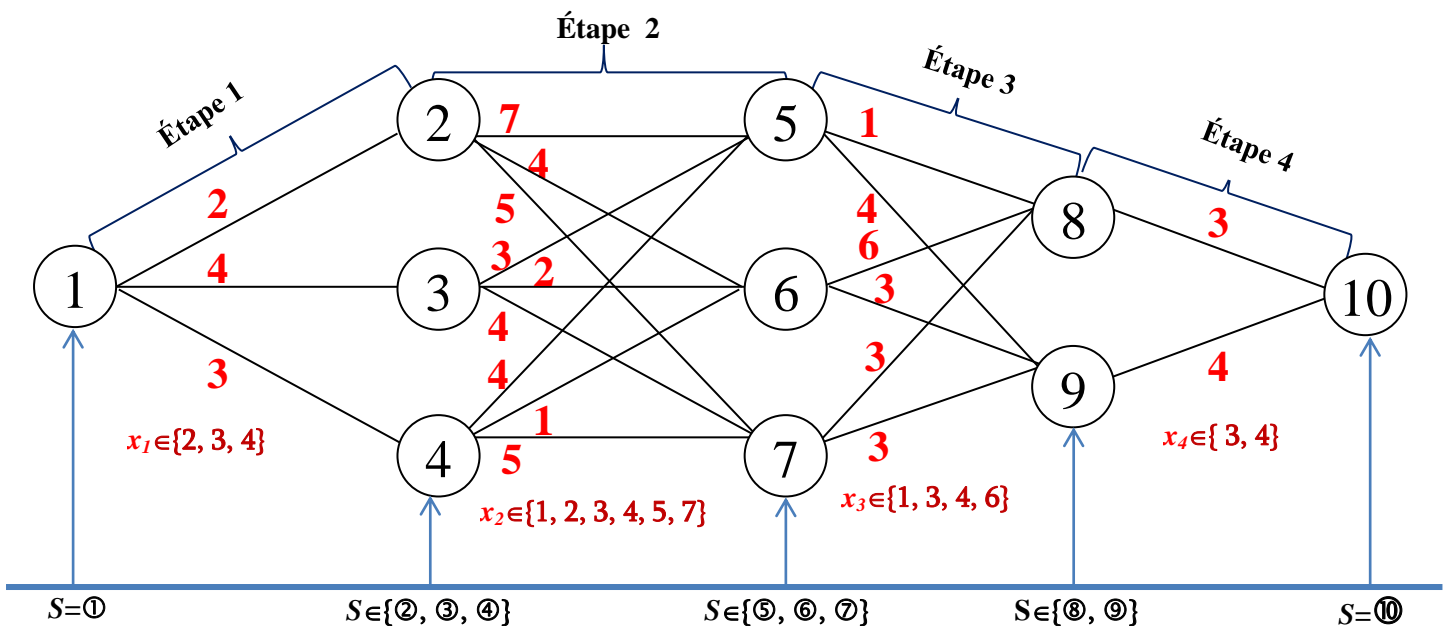 Étape 1
Étape 2
Étape 3
Étape 4
1
2
3
4
5
6
7
8
9
10
2
4
3
7
4
5
3
2
4
4
1
5
1
4
6
3
3
3
3
4
x₁∈{2, 3, 4}
x₂∈{1, 2, 3, 4, 5, 7}
x₃∈{1, 3, 4, 6}
x₄∈{ 3, 4}
S=①
S∈{②, ③, ④}
S∈{⑤, ⑥, ⑦}
S∈{⑧, ⑨}
S=⑩